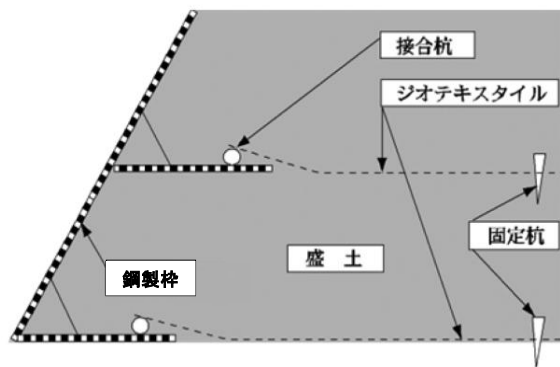 接合杭
ジオテキスタイル
固定杭
盛 土
鋼製枠